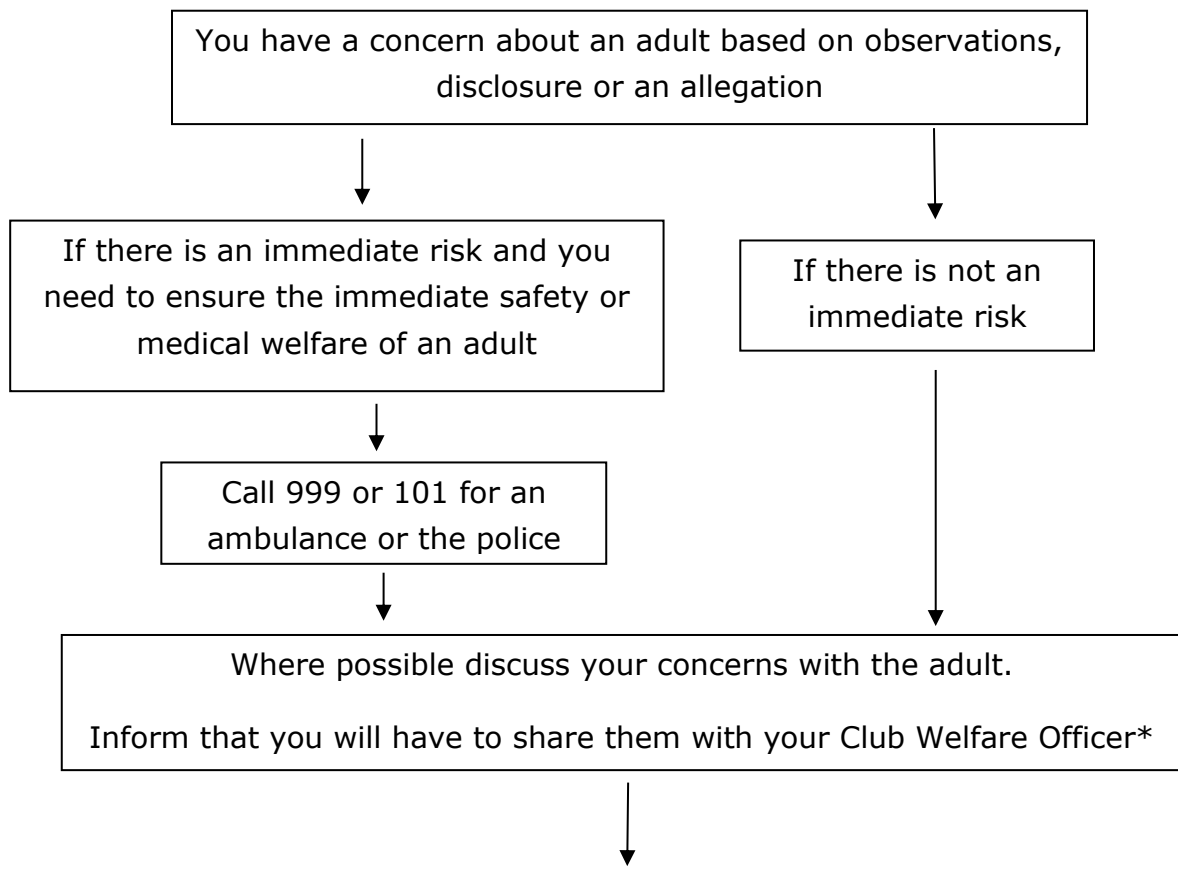 You have a concern about an adult based on observations,
disclosure or an allegation
If there is an immediate risk and you
need to ensure the immediate safety or
medical welfare of an adult
If there is not an
immediate risk
Call 999 or 101 for an
ambulance or the police
Where possible discuss your concerns with the adult.
Inform that you will have to share them with your Club Welfare Officer*